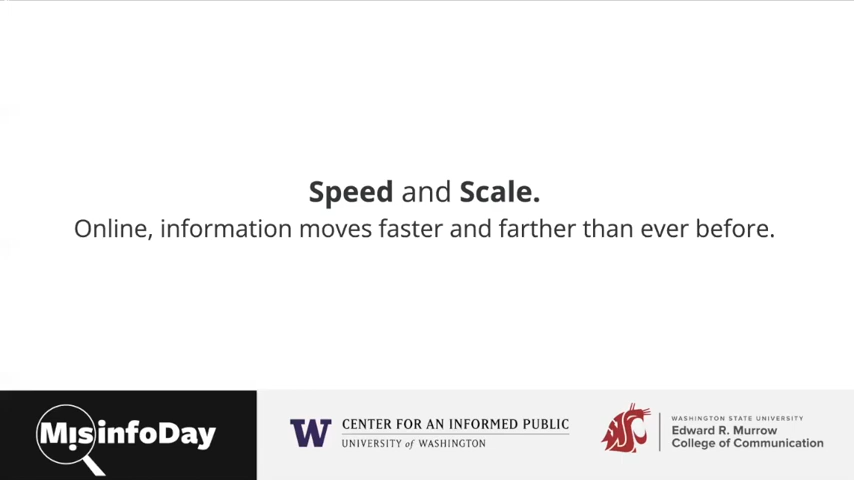 Speed and Scale.
Online, information moves faster and farther than ever before.
MisinfoDay
W CENTER FOR AN INFORMED PUBLIC
UNIVERSITY of WASHINGTON
WASHINGTON STATE UNIVERSITY
Edward R. Murrow
College of Communication